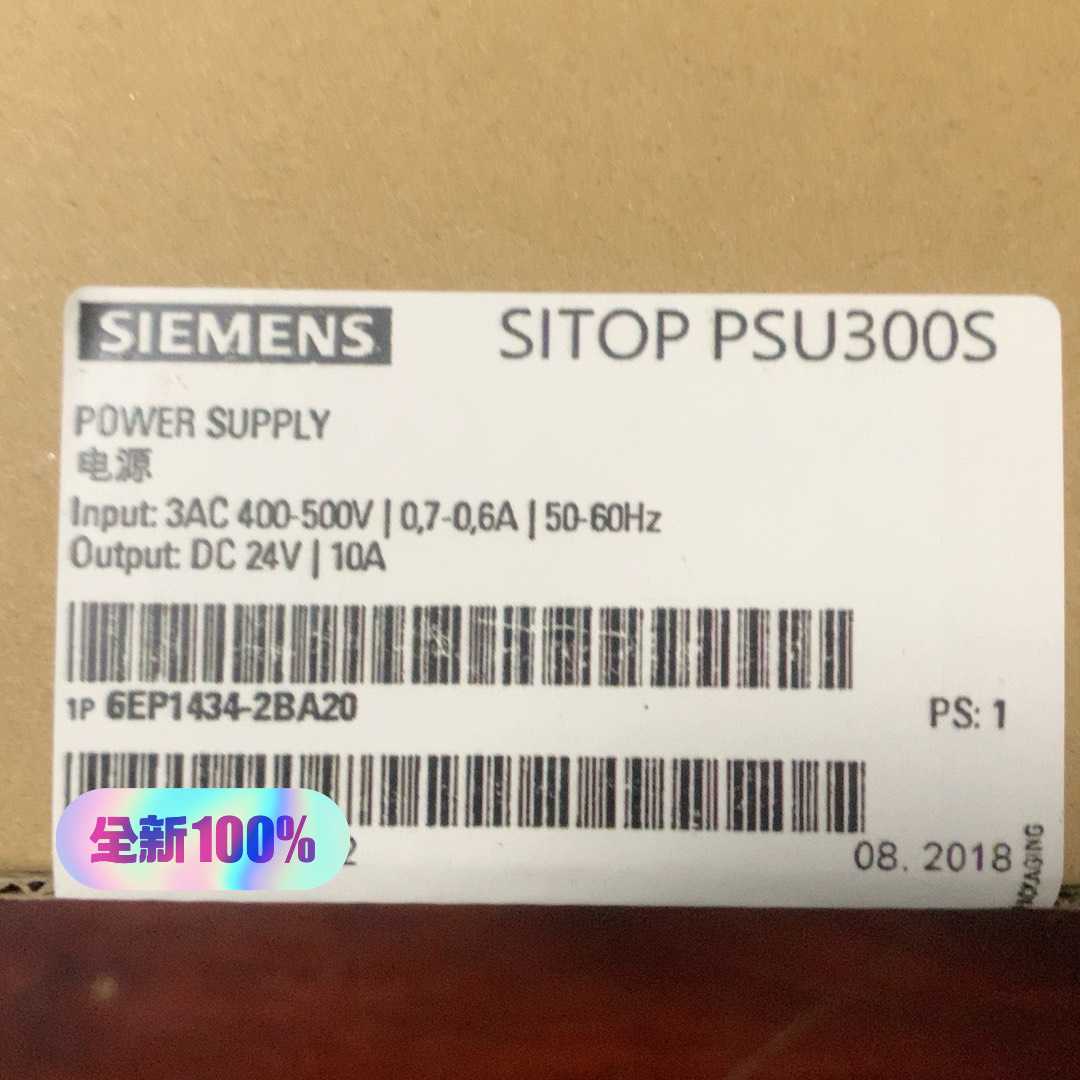 SIEMENS SITOP PSU300S
POWER SUPPLY
电源
Input: 3AC 400-500V | 0,7-0,6A | 50-60Hz
Output: DC 24V | 10A
1P 6EP1434-2BA20 PS: 1
全新100%
2 08. 2018